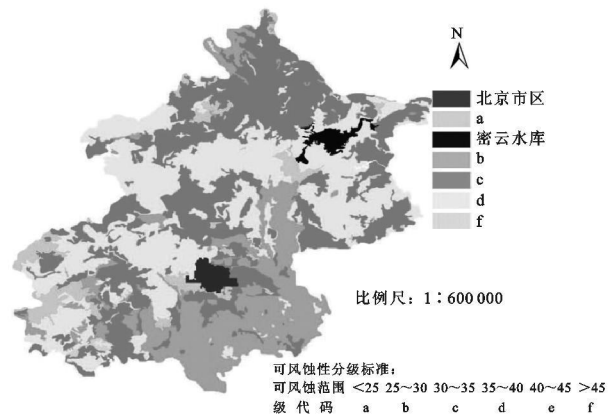 N
北京市区
a
密云水库
b
c
d
f
比例尺：1∶600 000
可风蚀性分级标准：
可风蚀范围 <25 25~30 30~35 35~40 40~45 >45
级 代 码 a b c d e f